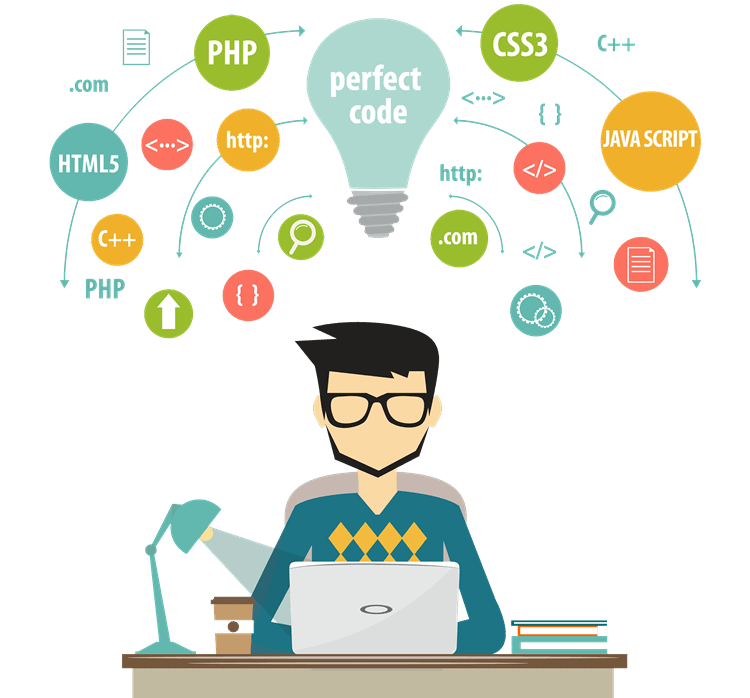 PHP
CSS3
C++
.com
perfect
code
<···>
{ }
HTML5
<···>
http:
JAVA SCRIPT
http:
</>
C++
.com
</>
PHP
{ }